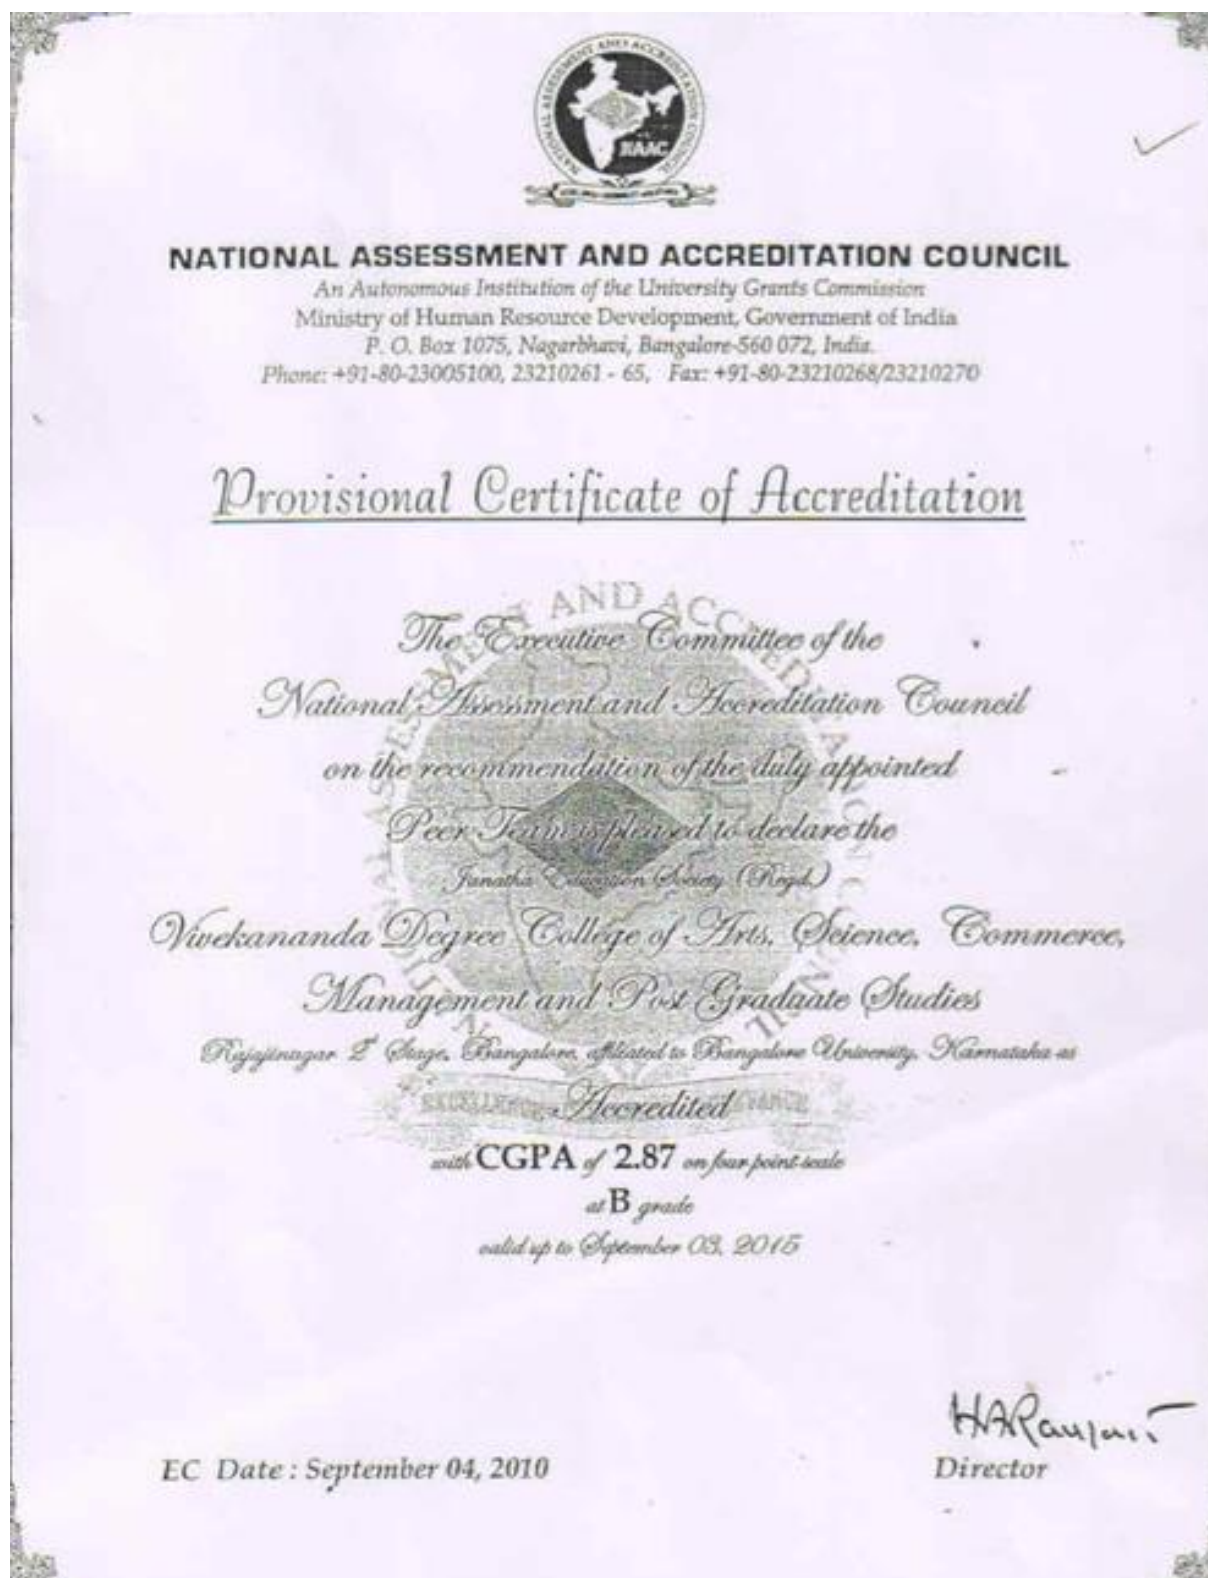 NATIONAL ASSESSMENT AND ACCREDITATION COUNCIL
NAAC
NATIONAL ASSESSMENT AND ACCREDITATION COUNCIL
An Autonomous Institution of the University Grants Commission
Ministry of Human Resource Development, Government of India
P. O. Box 1075, Nagarbhavi, Bangalore-560 072, India.
Phone: +91-80-23005100, 23210261 - 65, Fax: +91-80-23210268/23210270
Provisional Certificate of Accreditation
The Executive Committee of the
National Assessment and Accreditation Council
on the recommendation of the duly appointed
Peer Team is pleased to declare the
Janatha Education Society (Regd.)
Vivekananda Degree College of Arts, Science, Commerce,
Management and Post Graduate Studies
Rajajinagar 2nd Stage, Bangalore, affiliated to Bangalore University, Karnataka as
Accredited
with CGPA of 2.87 on four point scale
at B grade
valid up to September 03, 2015
EC Date : September 04, 2010
Director